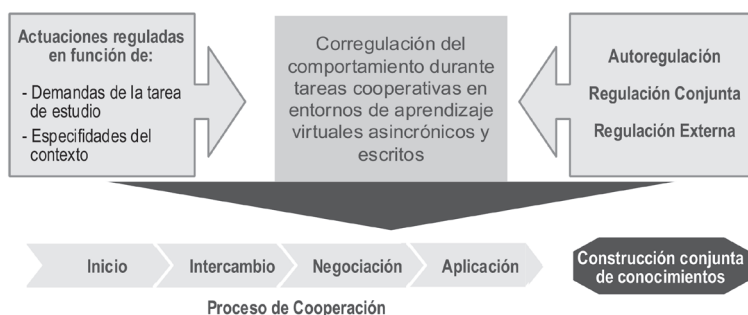 Actuaciones reguladas
en función de:
- Demandas de la tarea
de estudio
- Especifidades del
contexto
Corregulación del
comportamiento durante
tareas cooperativas en
entornos de aprendizaje
virtuales asincrónicos y
escritos
Autoregulación
Regulación Conjunta
Regulación Externa
Inicio
Intercambio
Negociación
Aplicación
Construcción conjunta
de conocimientos
Proceso de Cooperación